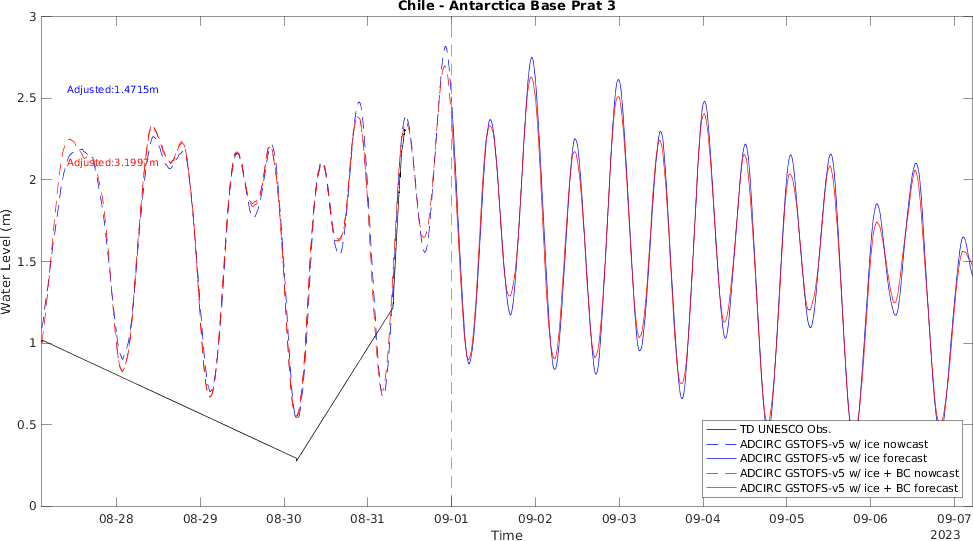 Chile - Antarctica Base Prat 3
3
2.5
2
1.5
1
0.5
0
Water Level (m)
Adjusted:1.4715m
Adjusted:3.1997m
TD UNESCO Obs.
ADCIRC GSTOFS-v5 w/ ice nowcast
ADCIRC GSTOFS-v5 w/ ice forecast
ADCIRC GSTOFS-v5 w/ ice + BC nowcast
ADCIRC GSTOFS-v5 w/ ice + BC forecast
08-28 08-29 08-30 08-31 09-01 09-02 09-03 09-04 09-05 09-06 09-07
Time
2023